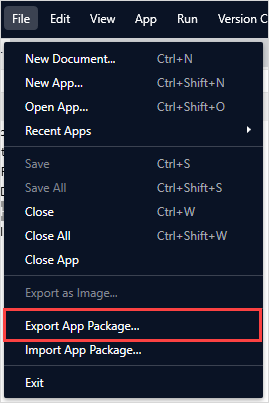 File Edit View App Run Version C
New Document... Ctrl+N
New App... Ctrl+Shift+N
Open App... Ctrl+Shift+O
Recent Apps
Save Ctrl+S
Save All Ctrl+Shift+S
Close Ctrl+W
Close All Ctrl+Shift+W
Close App
Export as Image...
Export App Package...
Import App Package...
Exit